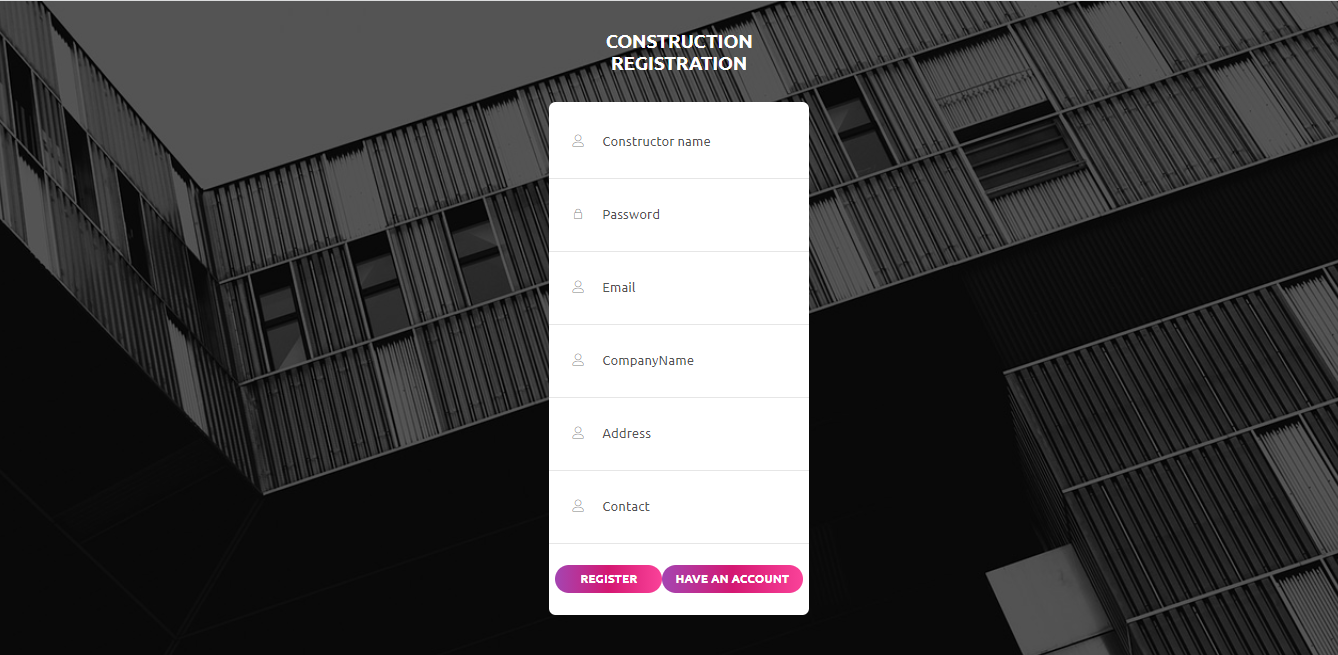 CONSTRUCTION
REGISTRATION
Constructor name
Password
Email
CompanyName
Address
Contact
REGISTER HAVE AN ACCOUNT